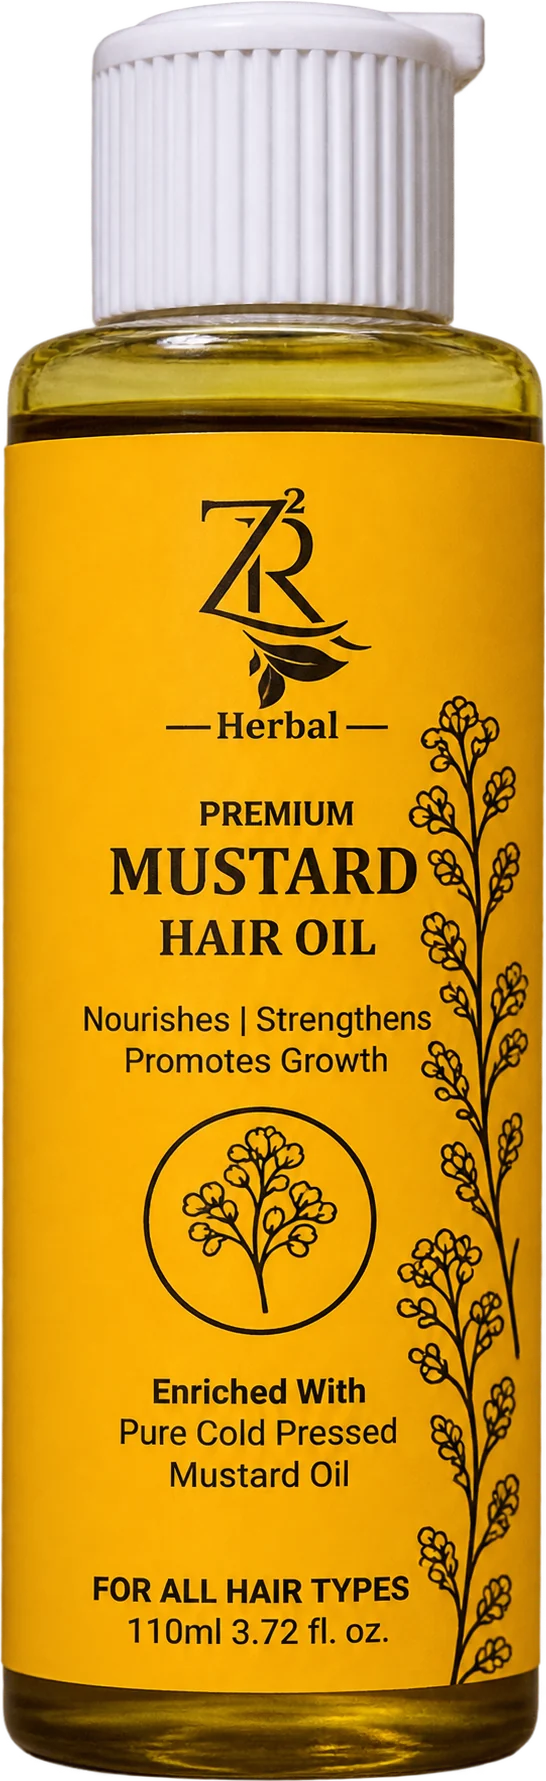 ZR²
Herbal
PREMIUM
MUSTARD
HAIR OIL
Nourishes | Strengthens
Promotes Growth
Enriched With
Pure Cold Pressed
Mustard Oil
FOR ALL HAIR TYPES
110ml 3.72 fl. oz.